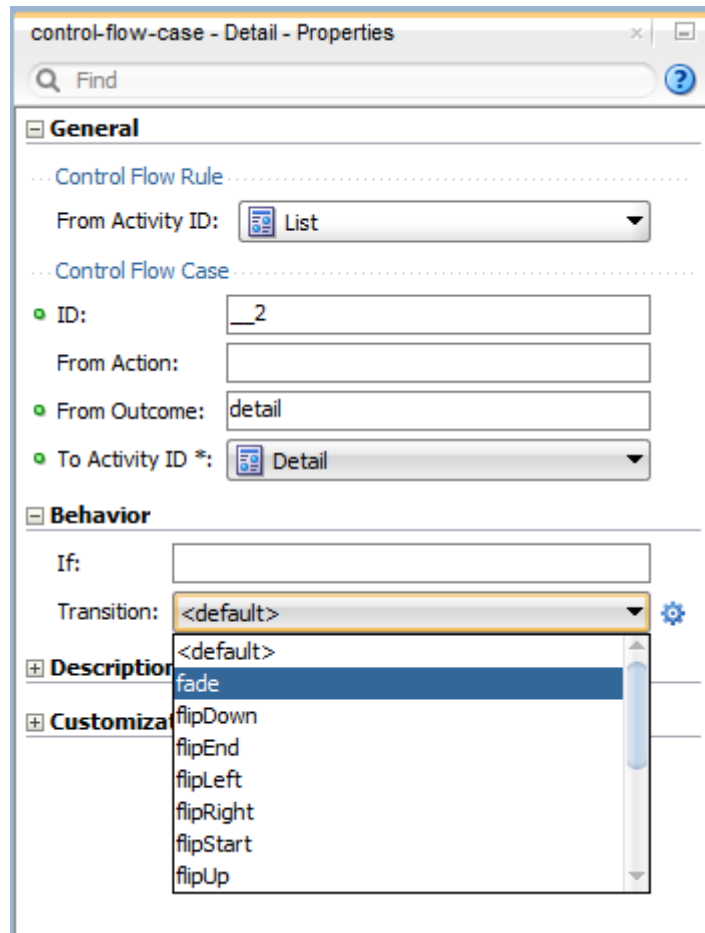 control-flow-case - Detail - Properties
Find
General
Control Flow Rule
From Activity ID: List
Control Flow Case
ID: __2
From Action:
From Outcome: detail
To Activity ID *: Detail
Behavior
If:
Transition: <default>
<default>
Description
fade
Customizat
flipDown
flipEnd
flipLeft
flipRight
flipStart
flipUp